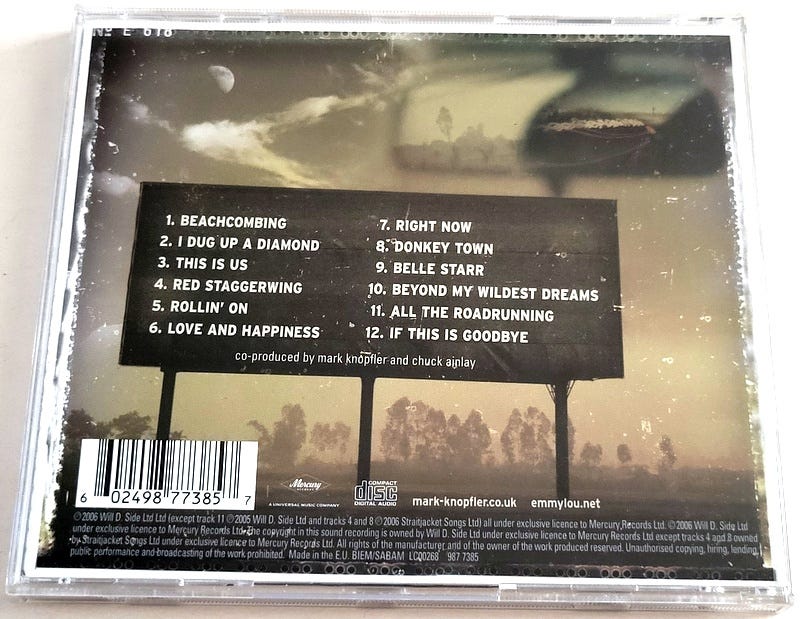 Nº E 618
1. BEACHCOMBING
2. I DUG UP A DIAMOND
3. THIS IS US
4. RED STAGGERWING
5. ROLLIN' ON
6. LOVE AND HAPPINESS
7. RIGHT NOW
8. DONKEY TOWN
9. BELLE STARR
10. BEYOND MY WILDEST DREAMS
11. ALL THE ROADRUNNING
12. IF THIS IS GOODBYE
co-produced by mark knopfler and chuck ainlay
6 02498 77385 7
Mercury
RECORDS
A UNIVERSAL MUSIC COMPANY
COMPACT
disc
DIGITAL AUDIO
mark-knopfler.co.uk emmylou.net
℗2006 Will D. Side Ltd (except track 11 ℗2005 Will D. Side Ltd and tracks 4 and 8 ℗2006 Straitjacket Songs Ltd) all under exclusive licence to Mercury Records Ltd. ©2006 Will D. Side Ltd
under exclusive licence to Mercury Records Ltd. The copyright in this sound recording is owned by Will D. Side Ltd under exclusive licence to Mercury Records Ltd except tracks 4 and 8 owned
by Straitjacket Songs Ltd under exclusive licence to Mercury Records Ltd. All rights of the manufacturer and of the owner of the work produced reserved. Unauthorised copying, hiring, lending,
public performance and broadcasting of the work prohibited. Made in the E.U. BIEM/SABAM LC00268 987 7385